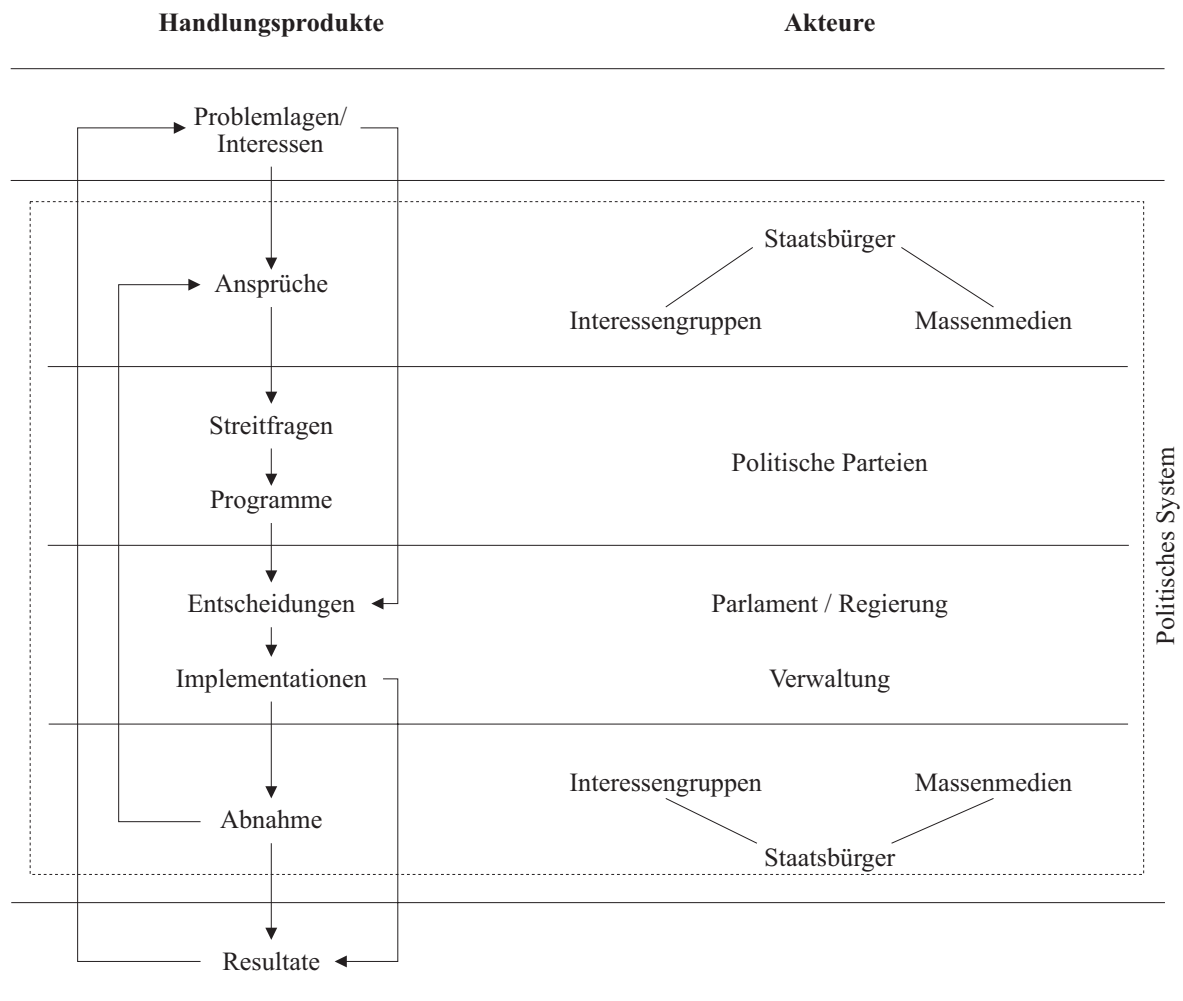 Handlungsprodukte
Akteure
Problemlagen/
Interessen
Staatsbürger
Ansprüche
Interessengruppen
Massenmedien
Streitfragen
Politische Parteien
Programme
Entscheidungen
Parlament / Regierung
Implementationen
Verwaltung
Interessengruppen
Massenmedien
Abnahme
Staatsbürger
Resultate
Politisches System